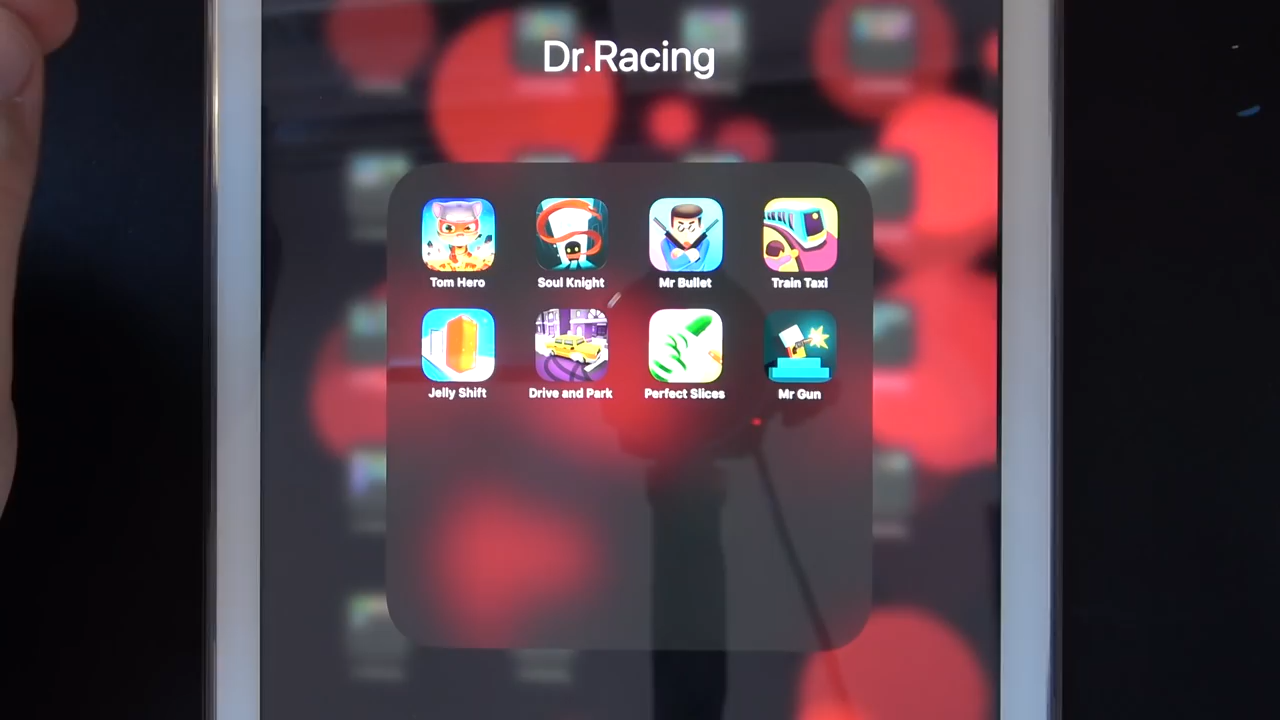 Dr.Racing
Tom Hero
Soul Knight
Mr Bullet
Train Taxi
Jelly Shift
Drive and Park
Perfect Slices
Mr Gun